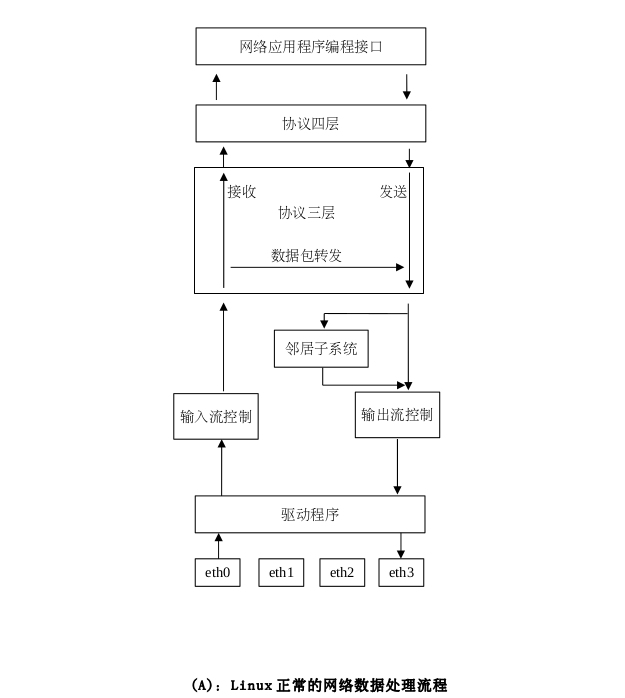 网络应用程序编程接口
协议四层
接收
发送
协议三层
数据包转发
邻居子系统
输入流控制
输出流控制
驱动程序
eth0
eth1
eth2
eth3
(A)：Linux 正常的网络数据处理流程